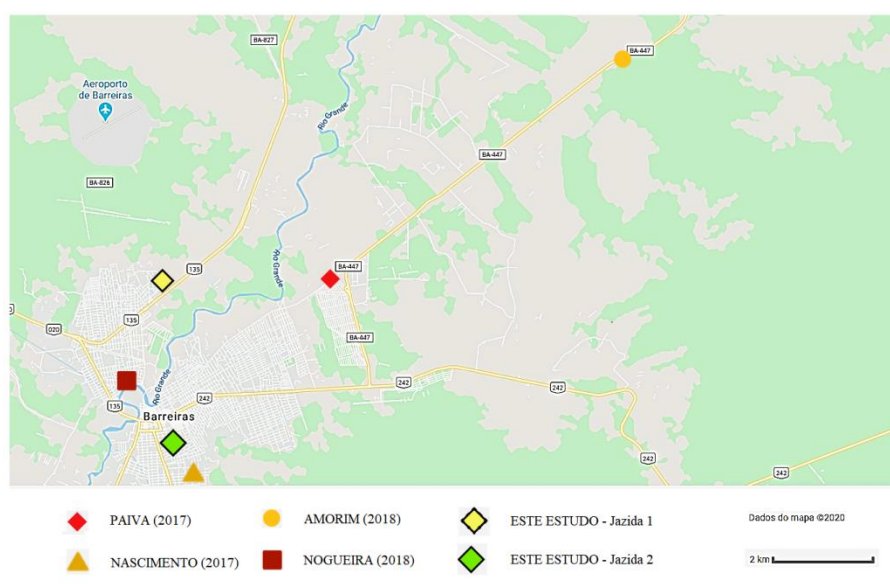 BA-827
BA-447
Aeroporto
de Barreiras
Rio Grande
BA-447
BA-826
Rio Grande
135
BA-447
135
020
BA-447
242
242
Rio Grande
242
135
Barreiras
242
242
242
PAIVA (2017)
AMORIM (2018)
ESTE ESTUDO - Jazida 1
Dados do mapa ©2020
NASCIMENTO (2017)
NOGUEIRA (2018)
ESTE ESTUDO - Jazida 2
2 km